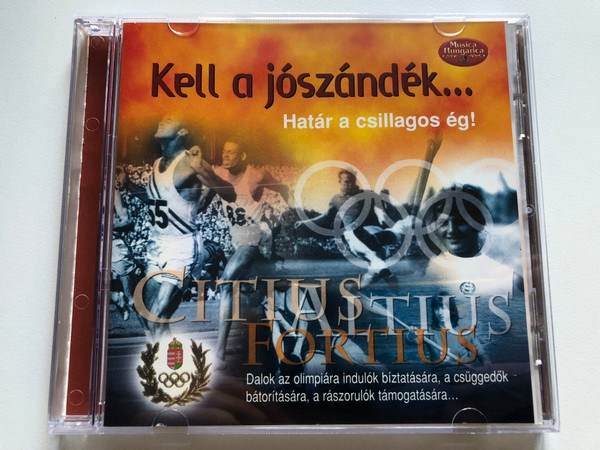 Musica
Hungarica
Kell a jószándék...
Határ a csillagos ég!
55
CITIUS
ALTIUS
FORTIUS
Dalok az olimpiára indulók bíztatására, a csüggedők
bátorítására, a rászorulók támogatására...